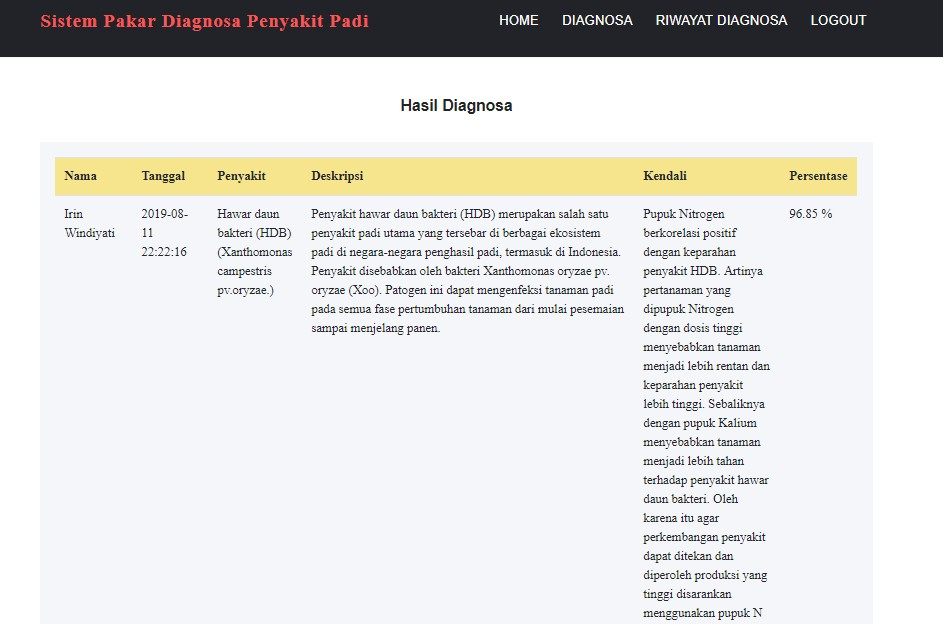 Sistem Pakar Diagnosa Penyakit Padi
HOME DIAGNOSA RIWAYAT DIAGNOSA LOGOUT
Hasil Diagnosa
Nama Tanggal Penyakit Deskripsi Kendali Persentase
Irin
Windiyati
2019-08-
11
22:22:16
Hawar daun
bakteri (HDB)
(Xanthomonas
campestris
pv.oryzae.)
Penyakit hawar daun bakteri (HDB) merupakan salah satu
penyakit padi utama yang tersebar di berbagai ekosistem
padi di negara-negara penghasil padi, termasuk di Indonesia.
Penyakit disebabkan oleh bakteri Xanthomonas oryzae pv.
oryzae (Xoo). Patogen ini dapat mengenfeksi tanaman padi
pada semua fase pertumbuhan tanaman dari mulai pesemaian
sampai menjelang panen.
Pupuk Nitrogen
berkorelasi positif
dengan keparahan
penyakit HDB. Artinya
pertanaman yang
dipupuk Nitrogen
dengan dosis tinggi
menyebabkan tanaman
menjadi lebih rentan dan
keparahan penyakit
lebih tinggi. Sebaliknya
dengan pupuk Kalium
menyebabkan tanaman
menjadi lebih tahan
terhadap penyakit hawar
daun bakteri. Oleh
karena itu agar
perkembangan penyakit
dapat ditekan dan
diperoleh produksi yang
tinggi disarankan
menggunakan pupuk N
96.85 %